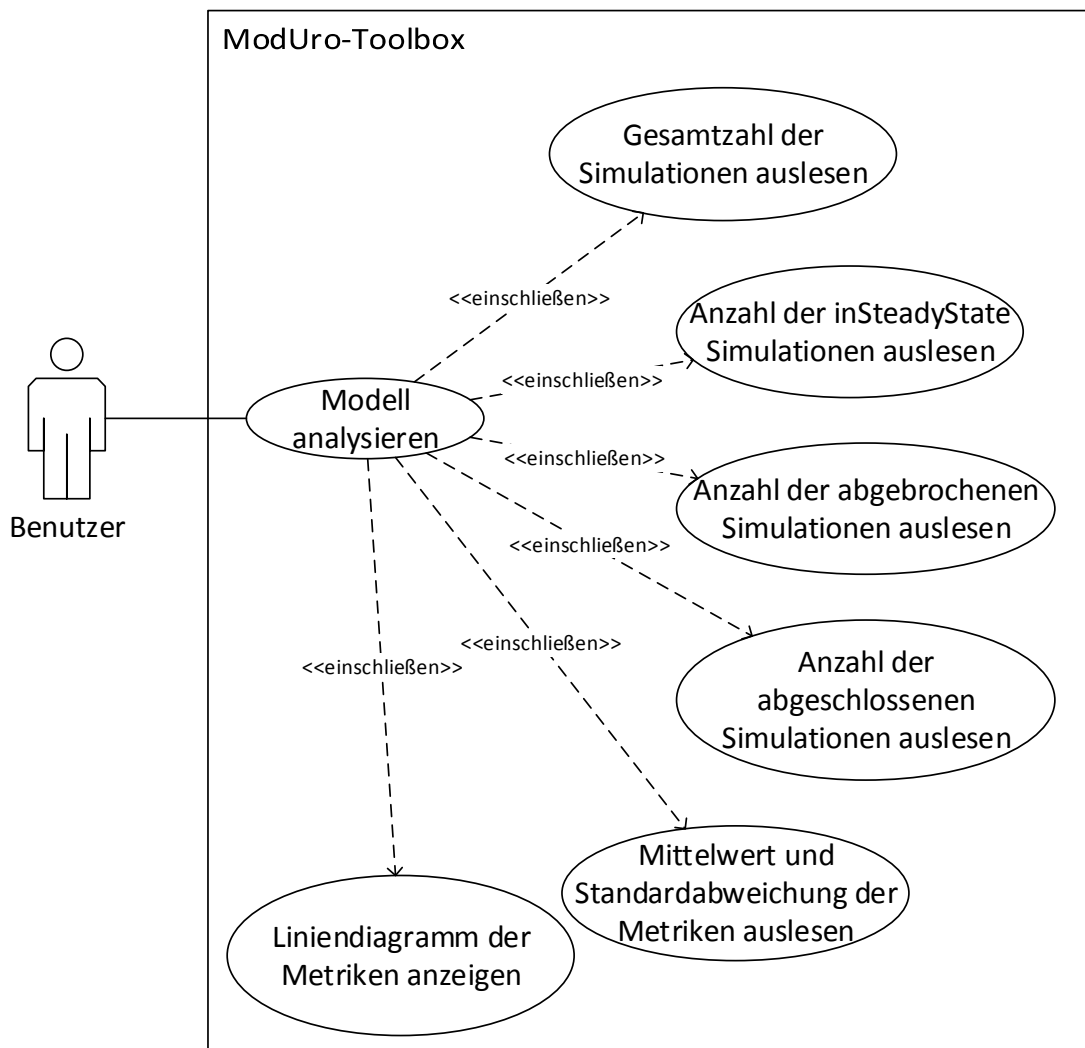 ModUro-Toolbox
Gesamtzahl der
Simulationen auslesen
<<einschließen>>
Anzahl der inSteadyState
Simulationen auslesen
<<einschließen>>
Modell
analysieren
<<einschließen>>
Anzahl der abgebrochenen
Simulationen auslesen
Benutzer
<<einschließen>>
<<einschließen>>
<<einschließen>>
Anzahl der
abgeschlossenen
Simulationen auslesen
Mittelwert und
Standardabweichung der
Metriken auslesen
Liniendiagramm der
Metriken anzeigen